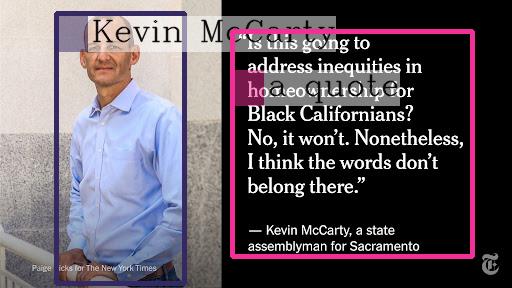 Kevin McCarty
“Is this going to
address inequities in
homeownership for
a quote
Black Californians?
No, it won’t. Nonetheless,
I think the words don’t
belong there.”
— Kevin McCarty, a state
assemblyman for Sacramento
Paige icks for The New York Times
T